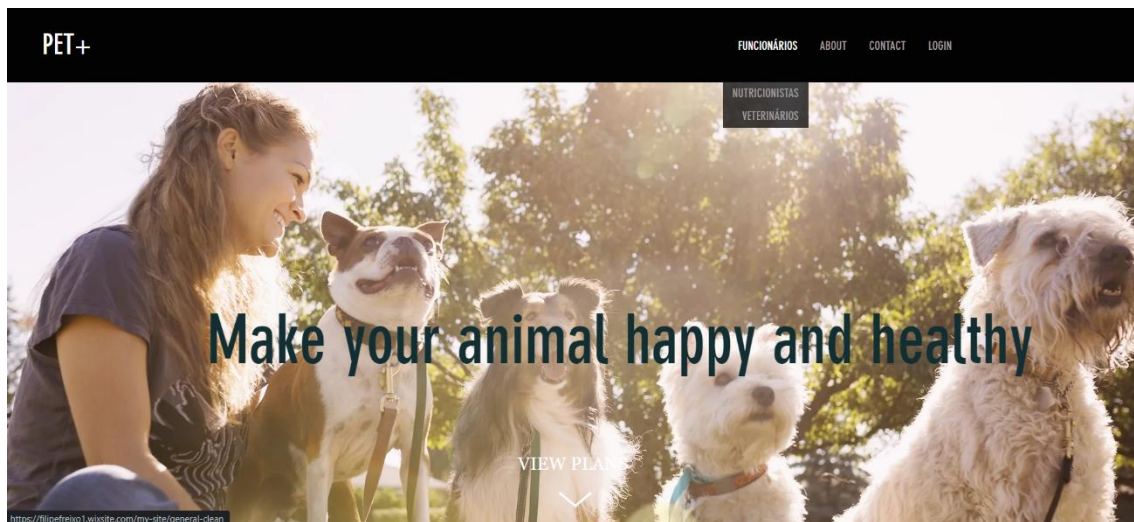 PET+
FUNCIONÁRIOS ABOUT CONTACT LOGIN
NUTRICIONISTAS
VETERINÁRIOS
Make your animal happy and healthy
VIEW PLANS
https://filipefreixo1.wixsite.com/my-site/general-clean